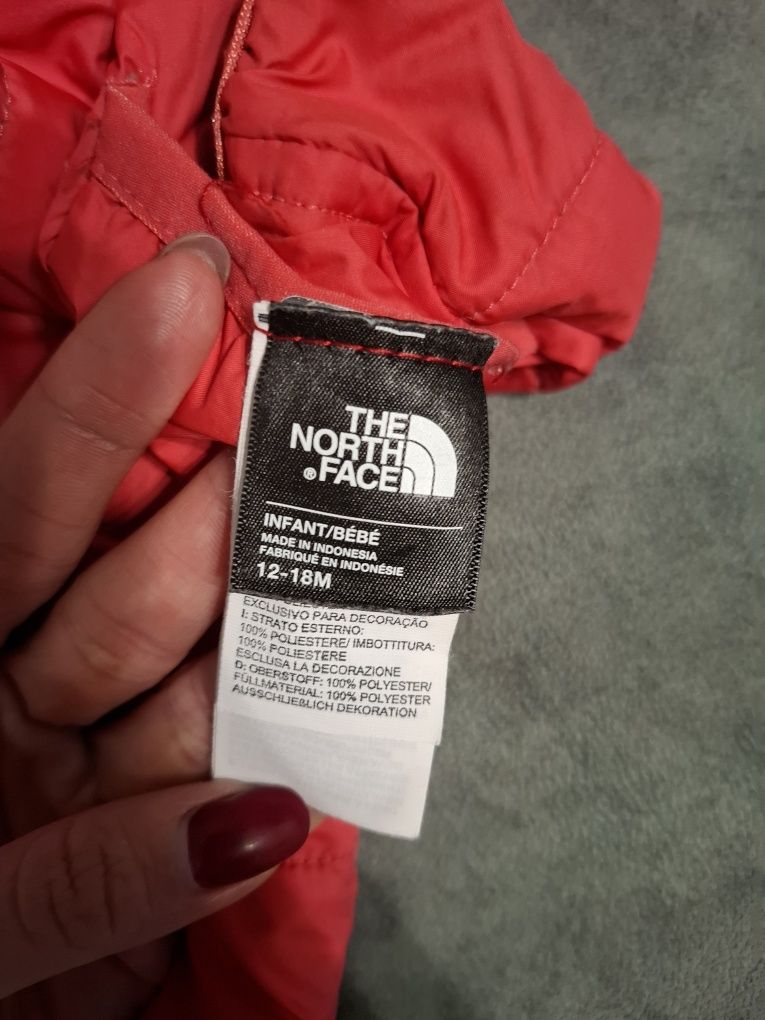 THE
NORTH
®FACE
INFANT/BÉBÉ
MADE IN INDONESIA
FABRIQUÉ EN INDONÉSIE
12-18M
EXCLUSIVO PARA DECORAÇÃO
I: STRATO ESTERNO:
100% POLIESTERE/ IMBOTTITURA:
100% POLIESTERE
ESCLUSA LA DECORAZIONE
D: OBERSTOFF: 100% POLYESTER/
FÜLLMATERIAL: 100% POLYESTER
AUSSCHLIEßLICH DEKORATION